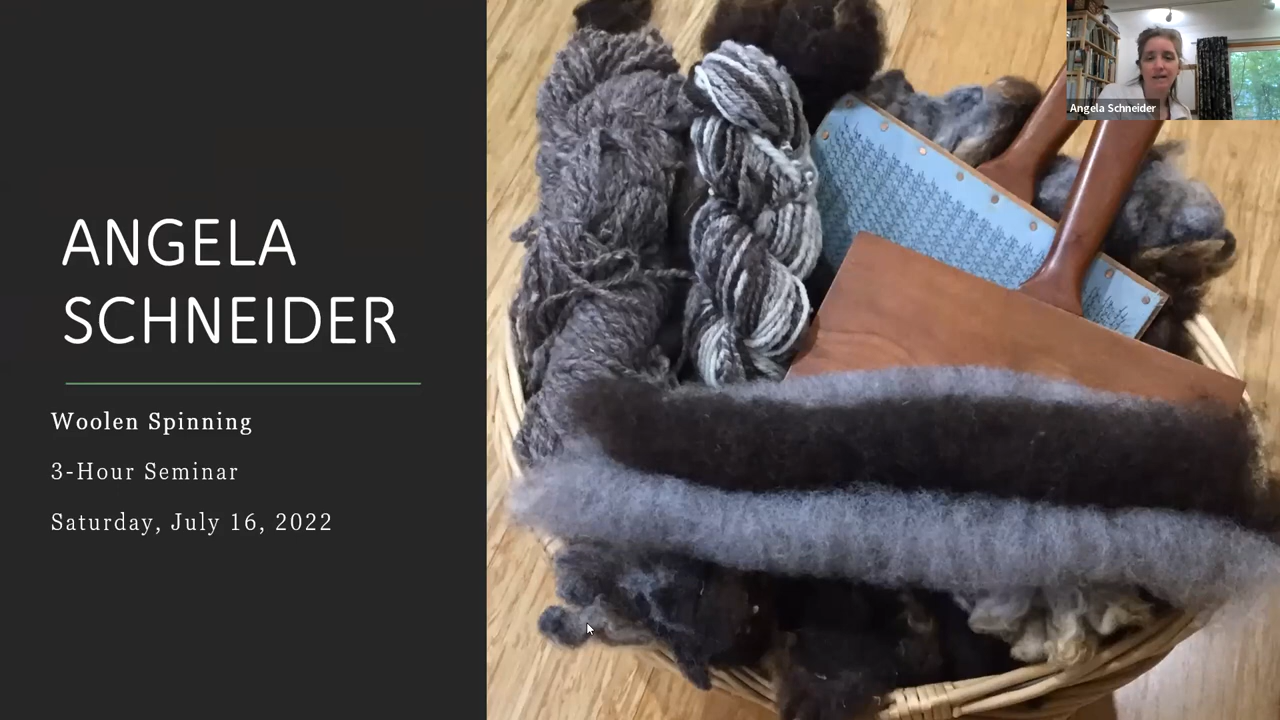 ANGELA
SCHNEIDER
Woolen Spinning
3-Hour Seminar
Saturday, July 16, 2022
Angela Schneider